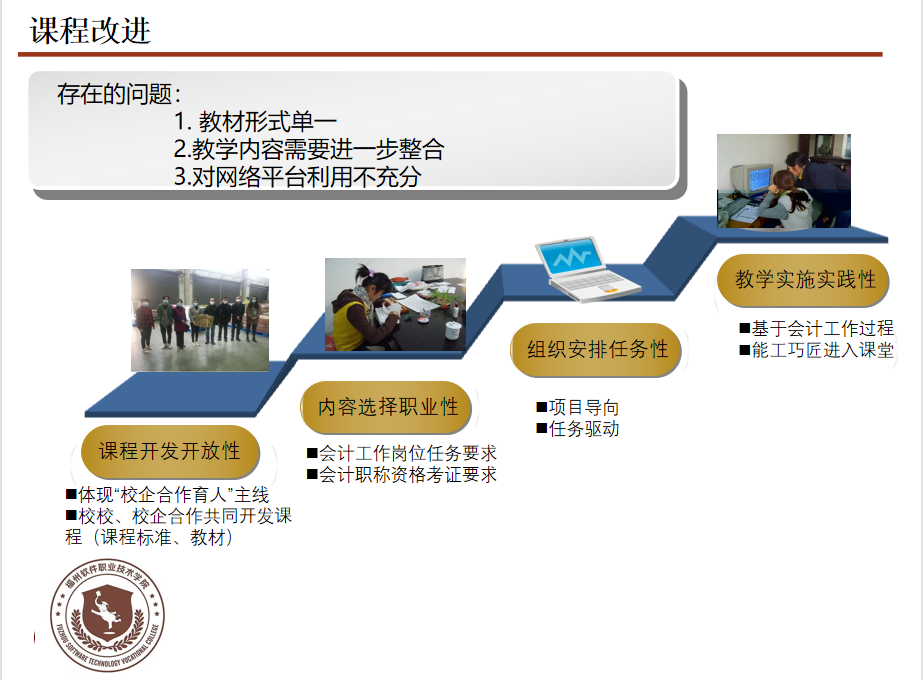 课程改进
存在的问题：
1. 教材形式单一
2.教学内容需要进一步整合
3.对网络平台利用不充分
课程开发开放性
■体现“校企合作育人”主线
■校校、校企合作共同开发课
程（课程标准、教材）
内容选择职业性
■会计工作岗位任务要求
■会计职称资格考证要求
组织安排任务性
■项目导向
■任务驱动
教学实施实践性
■基于会计工作过程
■能工巧匠进入课堂
福州软件职业技术学院
FUZHOU SOFTWARE TECHNOLOGY VOCATIONAL COLLEGE